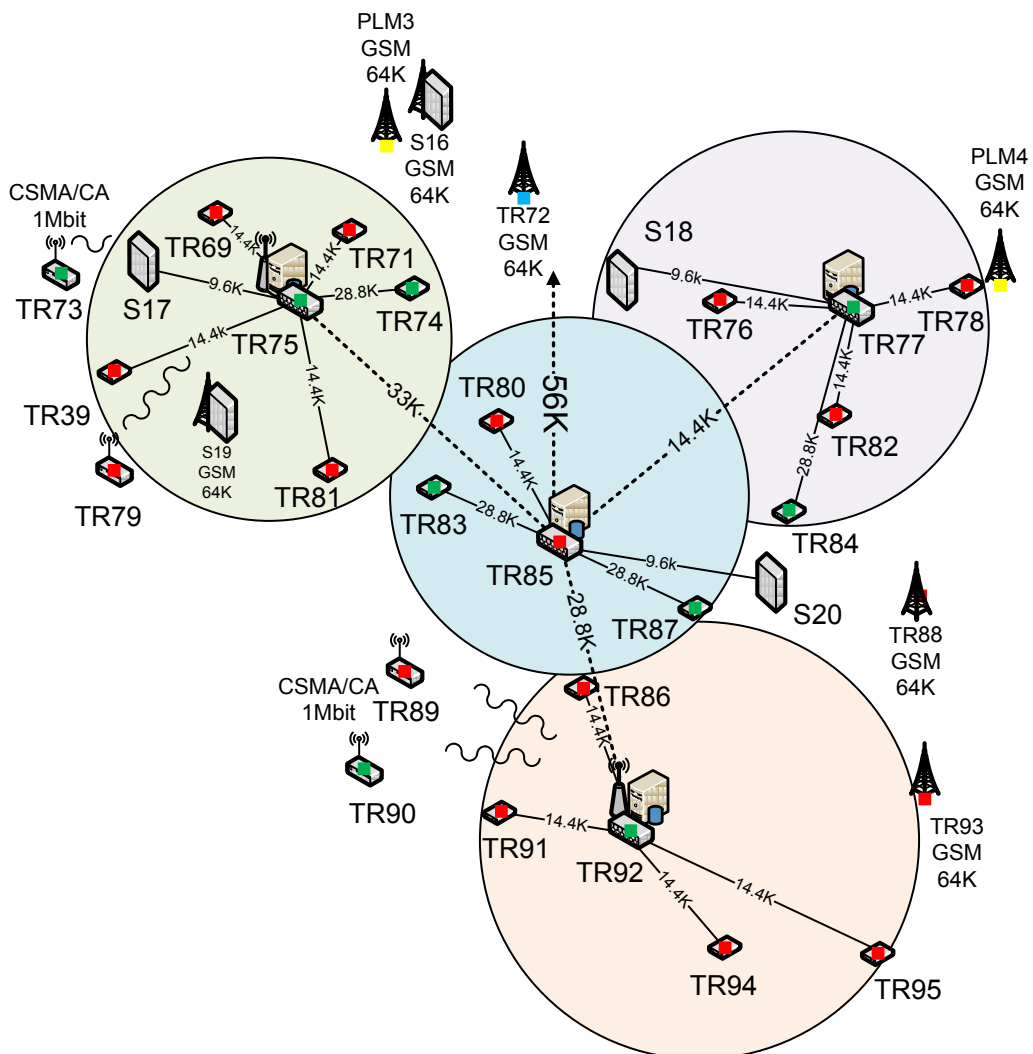 PLM3
GSM
64K
S16
GSM
64K
TR72
GSM
64K
PLM4
GSM
64K
CSMA/CA
1Mbit
TR73
TR69
14.4K
14.4K
TR71
S17
9.6K
28.8K
TR74
TR75
14.4k
TR39
14.4K
S19
GSM
64K
TR79
TR81
33K
56K
14.4K
S18
9.6K
TR76
14.4K
14.4K
TR78
TR77
14.4K
TR82
28.8K
TR84
TR80
14.4K
TR83
28.8K
TR85
9.6k
S20
28.8K
TR87
28.8K
TR88
GSM
64K
TR86
14.4K
CSMA/CA
1Mbit
TR89
TR90
TR91
14.4K
TR92
14.4K
14.4K
TR94
TR95
TR93
GSM
64K